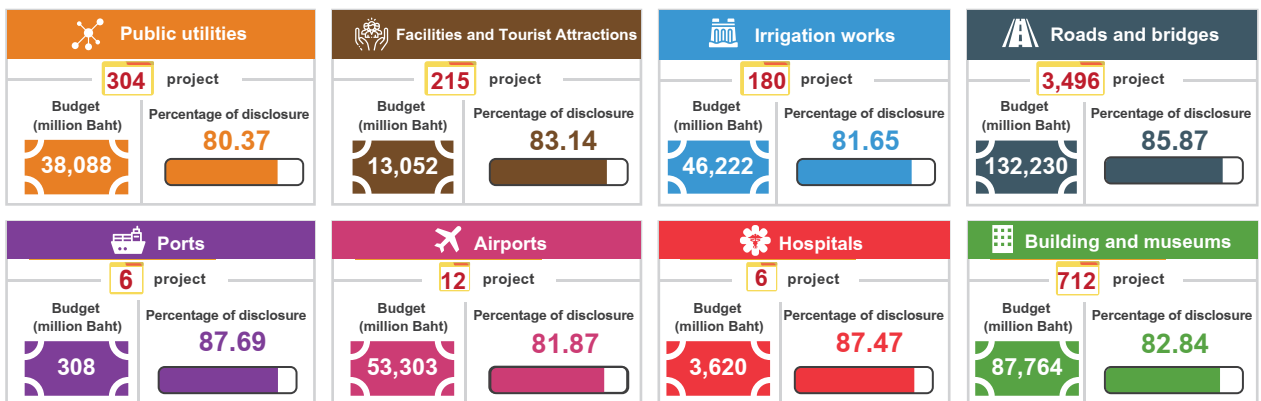 Public utilities
304 project
Budget
(million Baht)
38,088
Percentage of disclosure
80.37
Facilities and Tourist Attractions
215 project
Budget
(million Baht)
13,052
Percentage of disclosure
83.14
Irrigation works
180 project
Budget
(million Baht)
46,222
Percentage of disclosure
81.65
Roads and bridges
3,496 project
Budget
(million Baht)
132,230
Percentage of disclosure
85.87
Ports
6 project
Budget
(million Baht)
308
Percentage of disclosure
87.69
Airports
12 project
Budget
(million Baht)
53,303
Percentage of disclosure
81.87
Hospitals
6 project
Budget
(million Baht)
3,620
Percentage of disclosure
87.47
Building and museums
712 project
Budget
(million Baht)
87,764
Percentage of disclosure
82.84